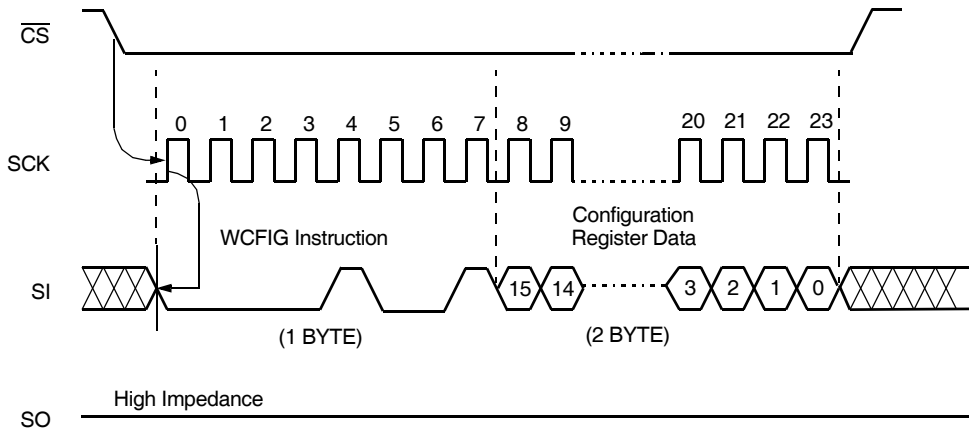 CS
0 1 2 3 4 5 6 7 8 9 20 21 22 23
SCK
WCFIG Instruction
Configuration
Register Data
SI
15 14 3 2 1 0
(1 BYTE)
(2 BYTE)
High Impedance
SO